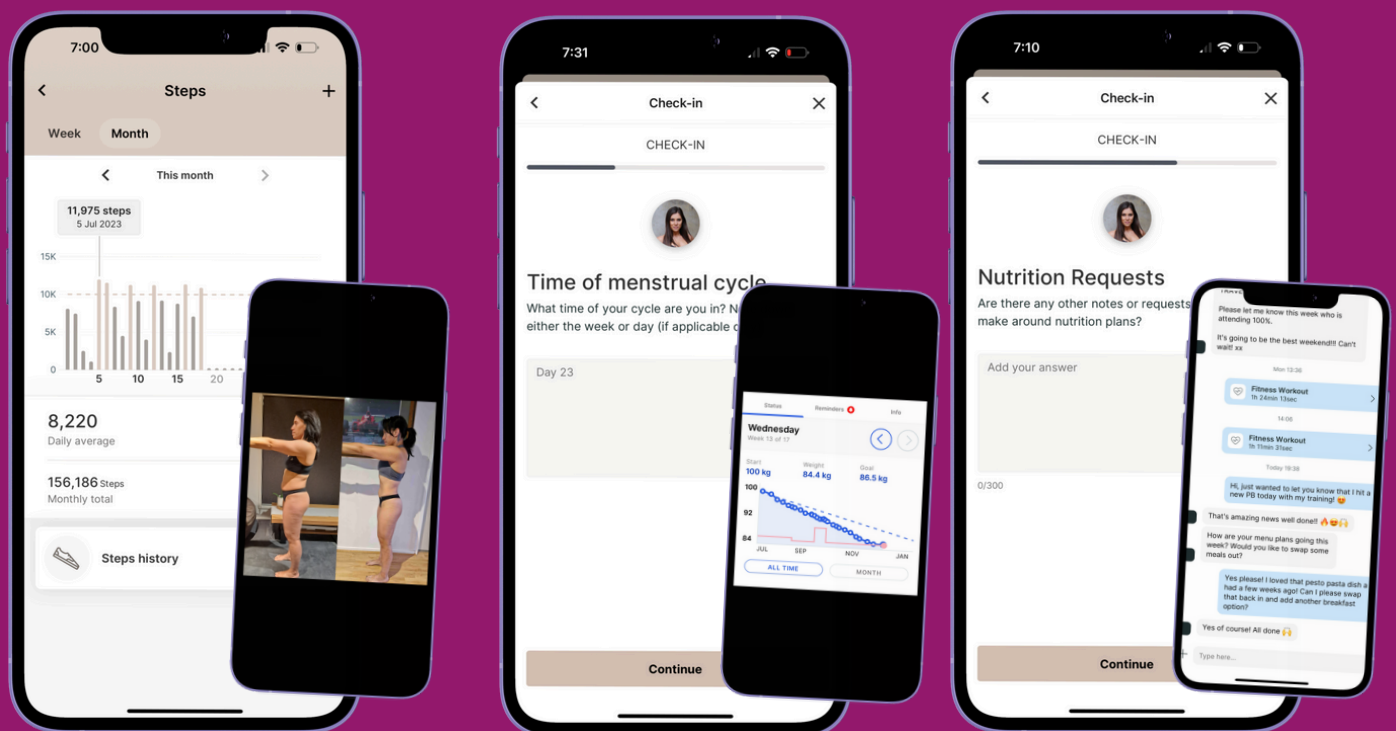 7:00
Steps
Week
Month
This month
11,975 steps
5 Jul 2023
15K
10K
5K
0
5
10
15
20
8,220
Daily average
156,186 Steps
Monthly total
Steps history
7:31
Check-in
CHECK-IN
Time of menstrual cycle
What time of your cycle are you in? N
either the week or day (if applicable
Day 23
Continue
Status
Reminders
Info
Wednesday
Week 13 of 17
Start
Weight
Goal
100 kg
84.4 kg
86.5 kg
100
92
84
JUL
SEP
NOV
JAN
ALL TIME
MONTH
7:10
Check-in
CHECK-IN
Nutrition Requests
Are there any other notes or requests
make around nutrition plans?
Add your answer
0/300
Continue
Please let me know this week who is
attending 100%.
It's going to be the best weekend!!! Can't
wait! xx
Mon 13:36
Fitness Workout
1h 24min 13sec
14:06
Fitness Workout
1h 11min 31sec
Today 19:38
Hi, just wanted to let you know that I hit a
new PB today with my training! 😍
That's amazing news well done!! 🔥😍🙌
How are your menu plans going this
week? Would you like to swap some
meals out?
Yes please! I loved that pesto pasta dish a
had a few weeks ago! Can I please swap
that back in and add another breakfast
option?
Yes of course! All done 🙌
Type here...